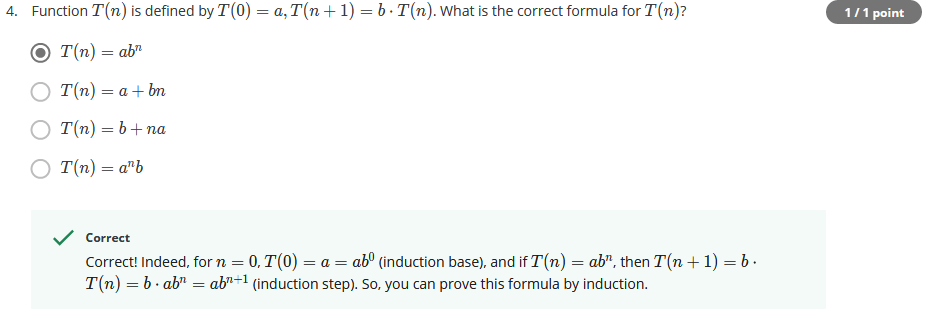 4. Function T(n) is defined by T(0) = a, T(n + 1) = b · T(n). What is the correct formula for T(n)?
1 / 1 point
T(n) = abⁿ
T(n) = a + bn
T(n) = b + na
T(n) = aⁿb
Correct
Correct! Indeed, for n = 0, T(0) = a = ab⁰ (induction base), and if T(n) = abⁿ, then T(n + 1) = b ·
T(n) = b · abⁿ = abⁿ⁺¹ (induction step). So, you can prove this formula by induction.